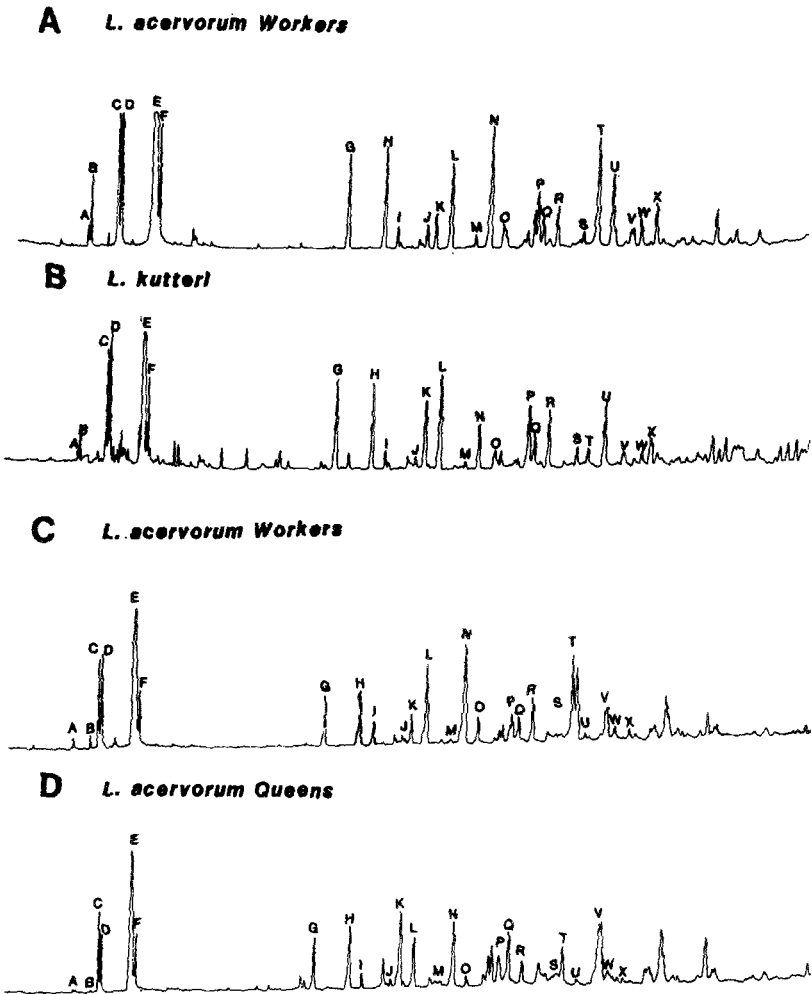 A L. acervorum Workers
A B C D E F G H I J K L M N O P Q R S T U V W X
B L. kutteri
A B C D E F G H I J K L M N O P Q R S T U V W X
C L. acervorum Workers
A B C D E F G H I J K L M N O P Q R S T U V W X
D L. acervorum Queens
A B C D E F G H I J K L M N O P Q R S T U V W X